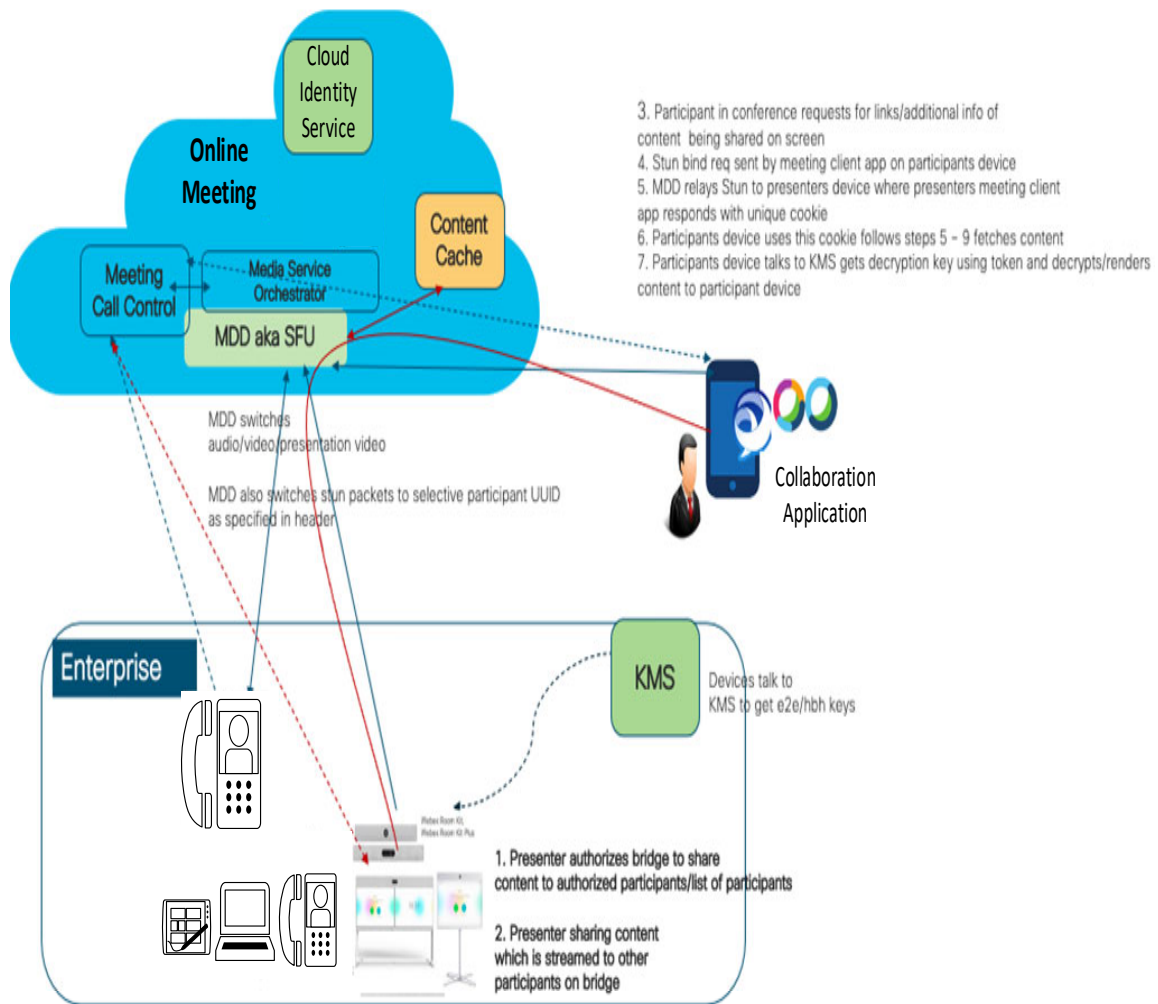 Cloud
Identity
Service
Online
Meeting
Content
Cache
Meeting
Call Control
Media Service
Orchestrator
MDD aka SFU
3. Participant in conference requests for links/additional info of
content being shared on screen
4. Stun bind req sent by meeting client app on participants device
5. MDD relays Stun to presenters device where presenters meeting client
app responds with unique cookie
6. Participants device uses this cookie follows steps 5 – 9 fetches content
7. Participants device talks to KMS gets decryption key using token and decrypts/renders
content to participant device
MDD switches
audio/video/presentation video
MDD also switches stun packets to selective participant UUID
as specified in header
Collaboration
Application
Enterprise
KMS
Devices talk to
KMS to get e2e/hbh keys
Webex Room Kit,
Webex Room Kit Plus
1. Presenter authorizes bridge to share
content to authorized participants/list of participants
2. Presenter sharing content
which is streamed to other
participants on bridge